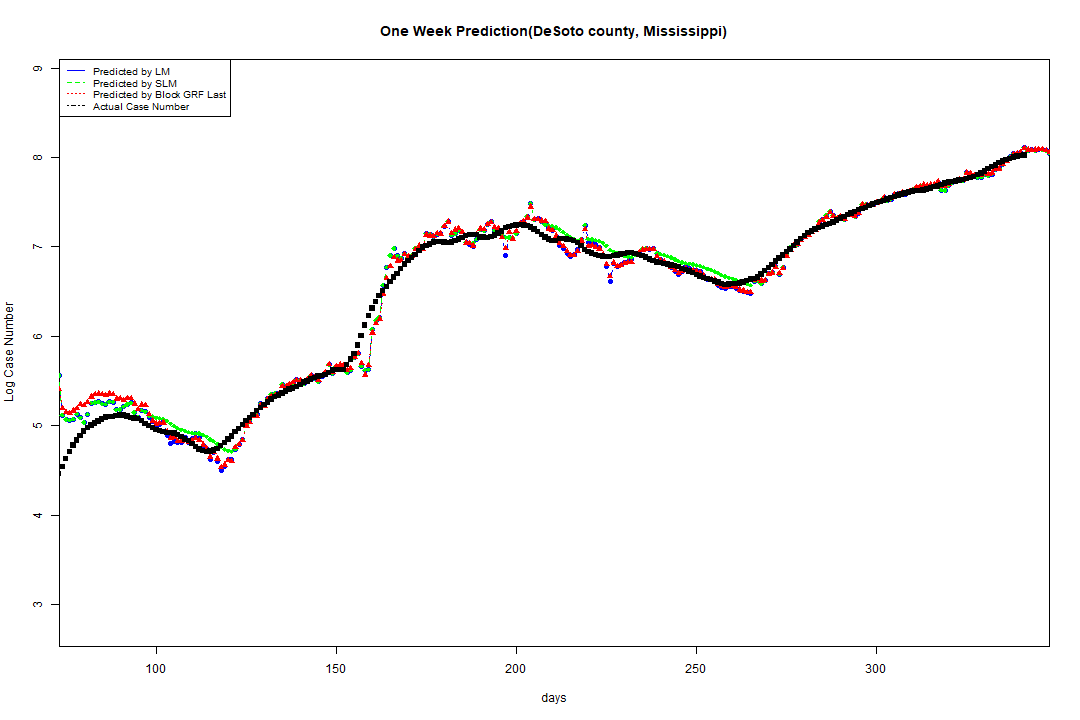 One Week Prediction(DeSoto county, Mississippi)
Predicted by LM
Predicted by SLM
Predicted by Block GRF Last
Actual Case Number
9
8
7
6
5
4
3
Log Case Number
100 150 200 250 300
days